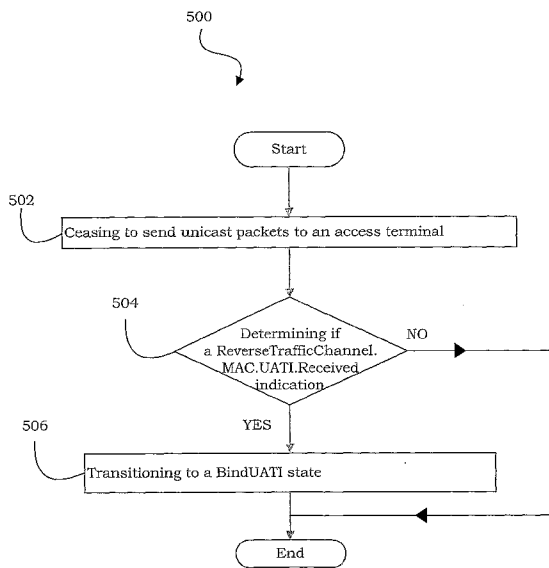 500
Start
502
Ceasing to send unicast packets to an access terminal
504
Determining if
a ReverseTrafficChannel.
MAC.UATI.Received
indication
NO
YES
506
Transitioning to a BindUATI state
End